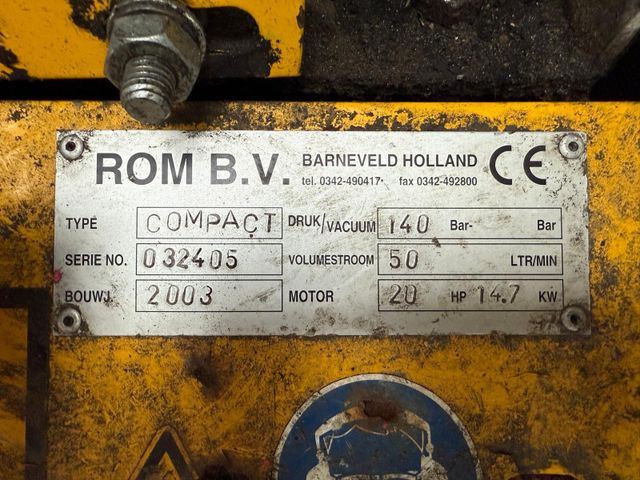 ROM B.V. BARNEVELD HOLLAND CE
tel. 0342-490417 fax 0342-492800
TYPE COMPACT DRUK/VACUUM 140 Bar- Bar
SERIE NO. 032405 VOLUMESTROOM 50 LTR/MIN
BOUWJ. 2003 MOTOR 20 HP 14.7 KW